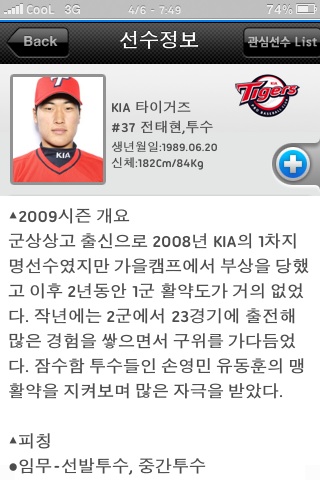 CooL 3G 4/6 - 7:49 74%
Back 선수정보 관심선수 List
KIA 타이거즈
Tigers
#37 전태현,투수
생년월일:1989.06.20
신체:182Cm/84Kg
KIA
▲2009시즌 개요
군상상고 출신으로 2008년 KIA의 1차지
명선수였지만 가을캠프에서 부상을 당했
고 이후 2년동안 1군 활약도가 거의 없었
다. 작년에는 2군에서 23경기에 출전해
많은 경험을 쌓으면서 구위를 가다듬었
다. 잠수함 투수들인 손영민 유동훈의 맹
활약을 지켜보며 많은 자극을 받았다.
▲피칭
●임무-선발투수, 중간투수